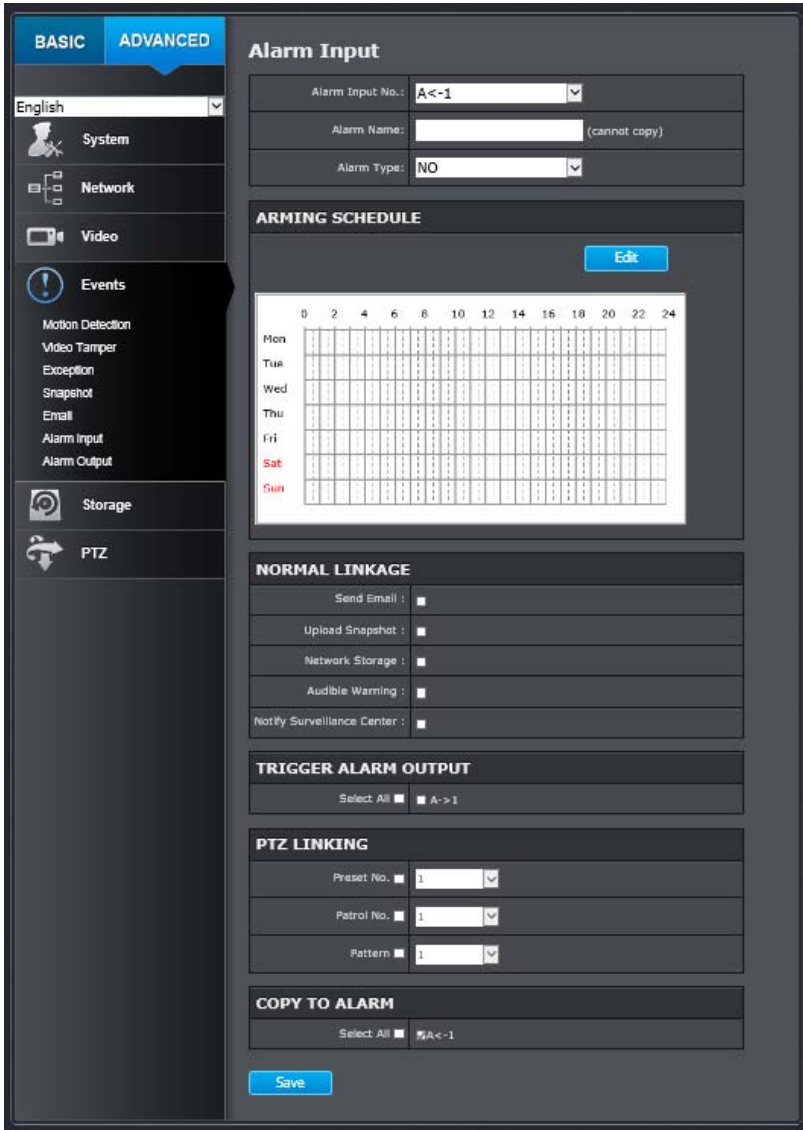 BASIC ADVANCED
English
System
Network
Video
Events
Motion Detection
Video Tamper
Exception
Snapshot
Email
Alarm Input
Alarm Output
Storage
PTZ
Alarm Input
Alarm Input No.: A<-1
Alarm Name: (cannot copy)
Alarm Type: NO
ARMING SCHEDULE
Edit
0 2 4 6 8 10 12 14 16 18 20 22 24
Mon
Tue
Wed
Thu
Fri
Sat
Sun
NORMAL LINKAGE
Send Email :
Upload Snapshot :
Network Storage :
Audible Warning :
Notify Surveillance Center :
TRIGGER ALARM OUTPUT
Select All A->1
PTZ LINKING
Preset No. 1
Patrol No. 1
Pattern 1
COPY TO ALARM
Select All A<-1
Save